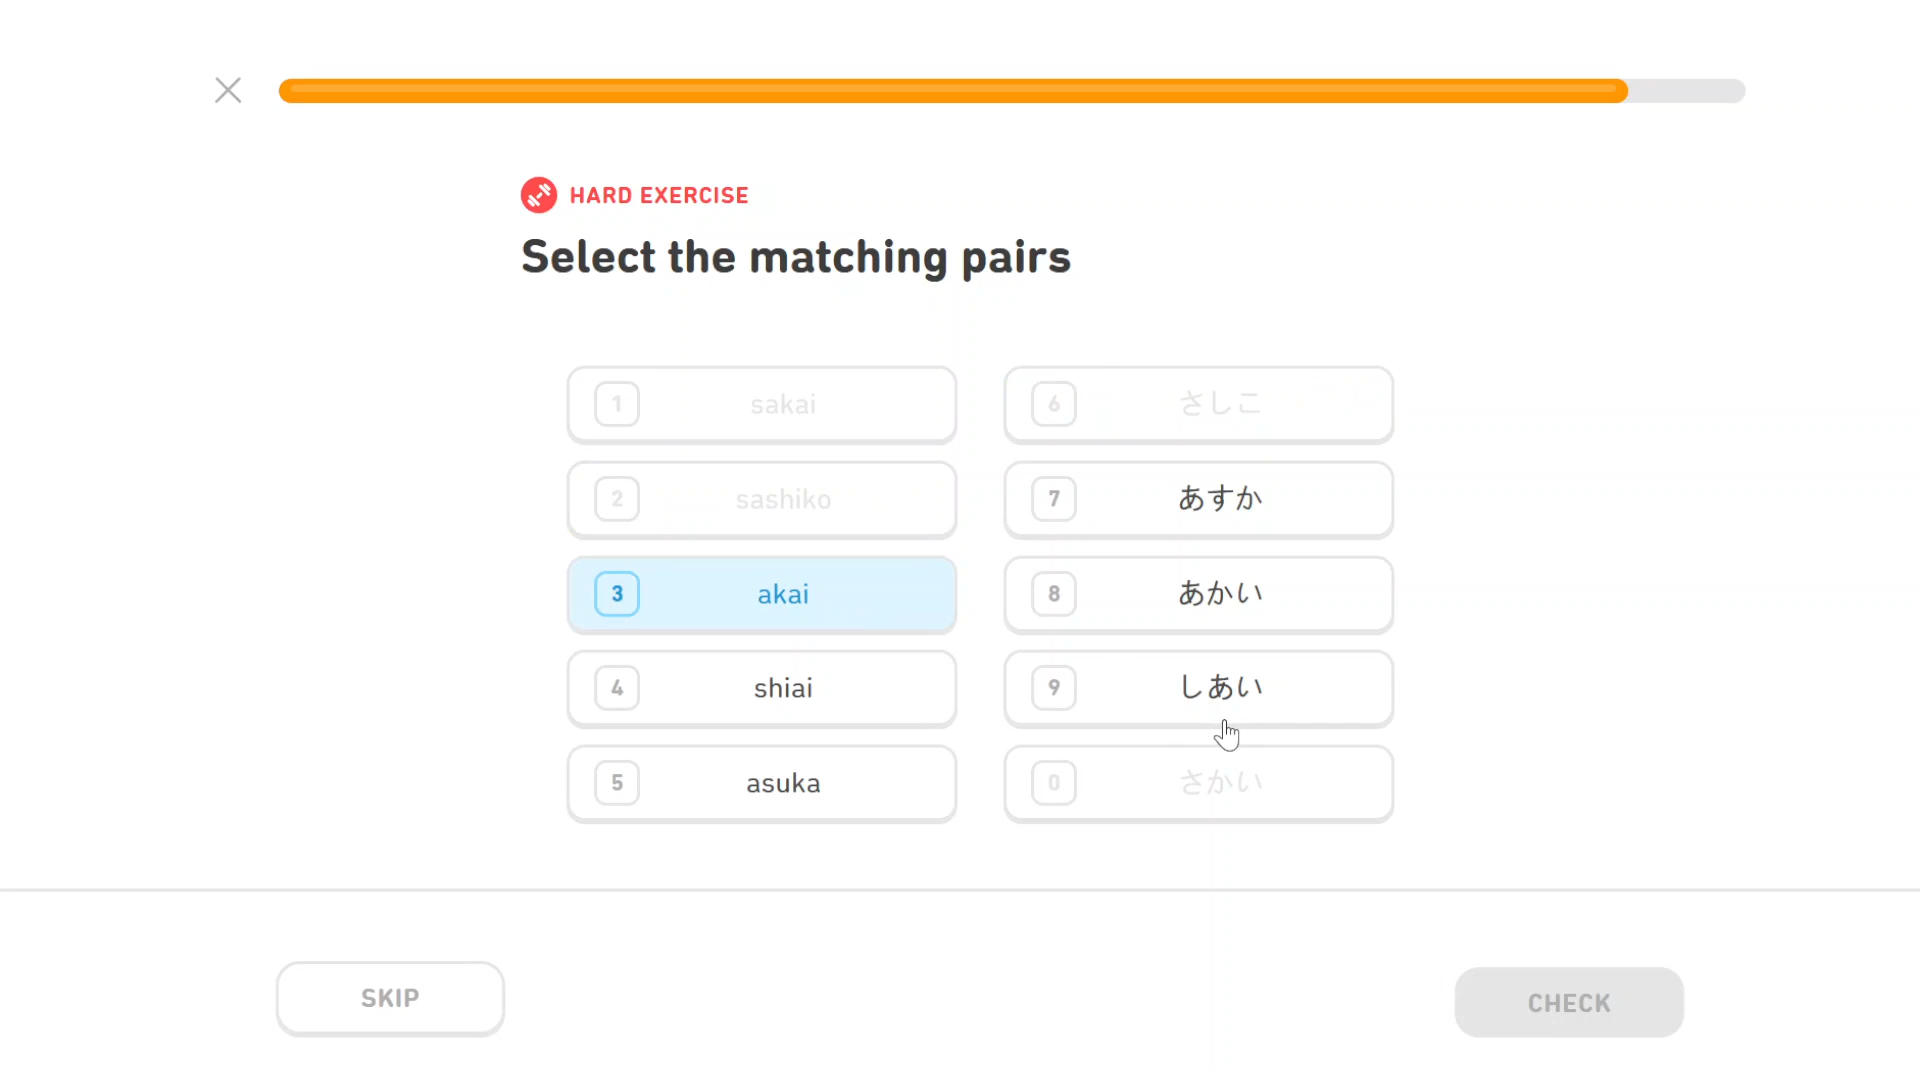 HARD EXERCISE
Select the matching pairs
1 sakai
6 さしこ
2 sashiko
7 あすか
3 akai
8 あかい
4 shiai
9 しあい
5 asuka
0 さかい
SKIP
CHECK